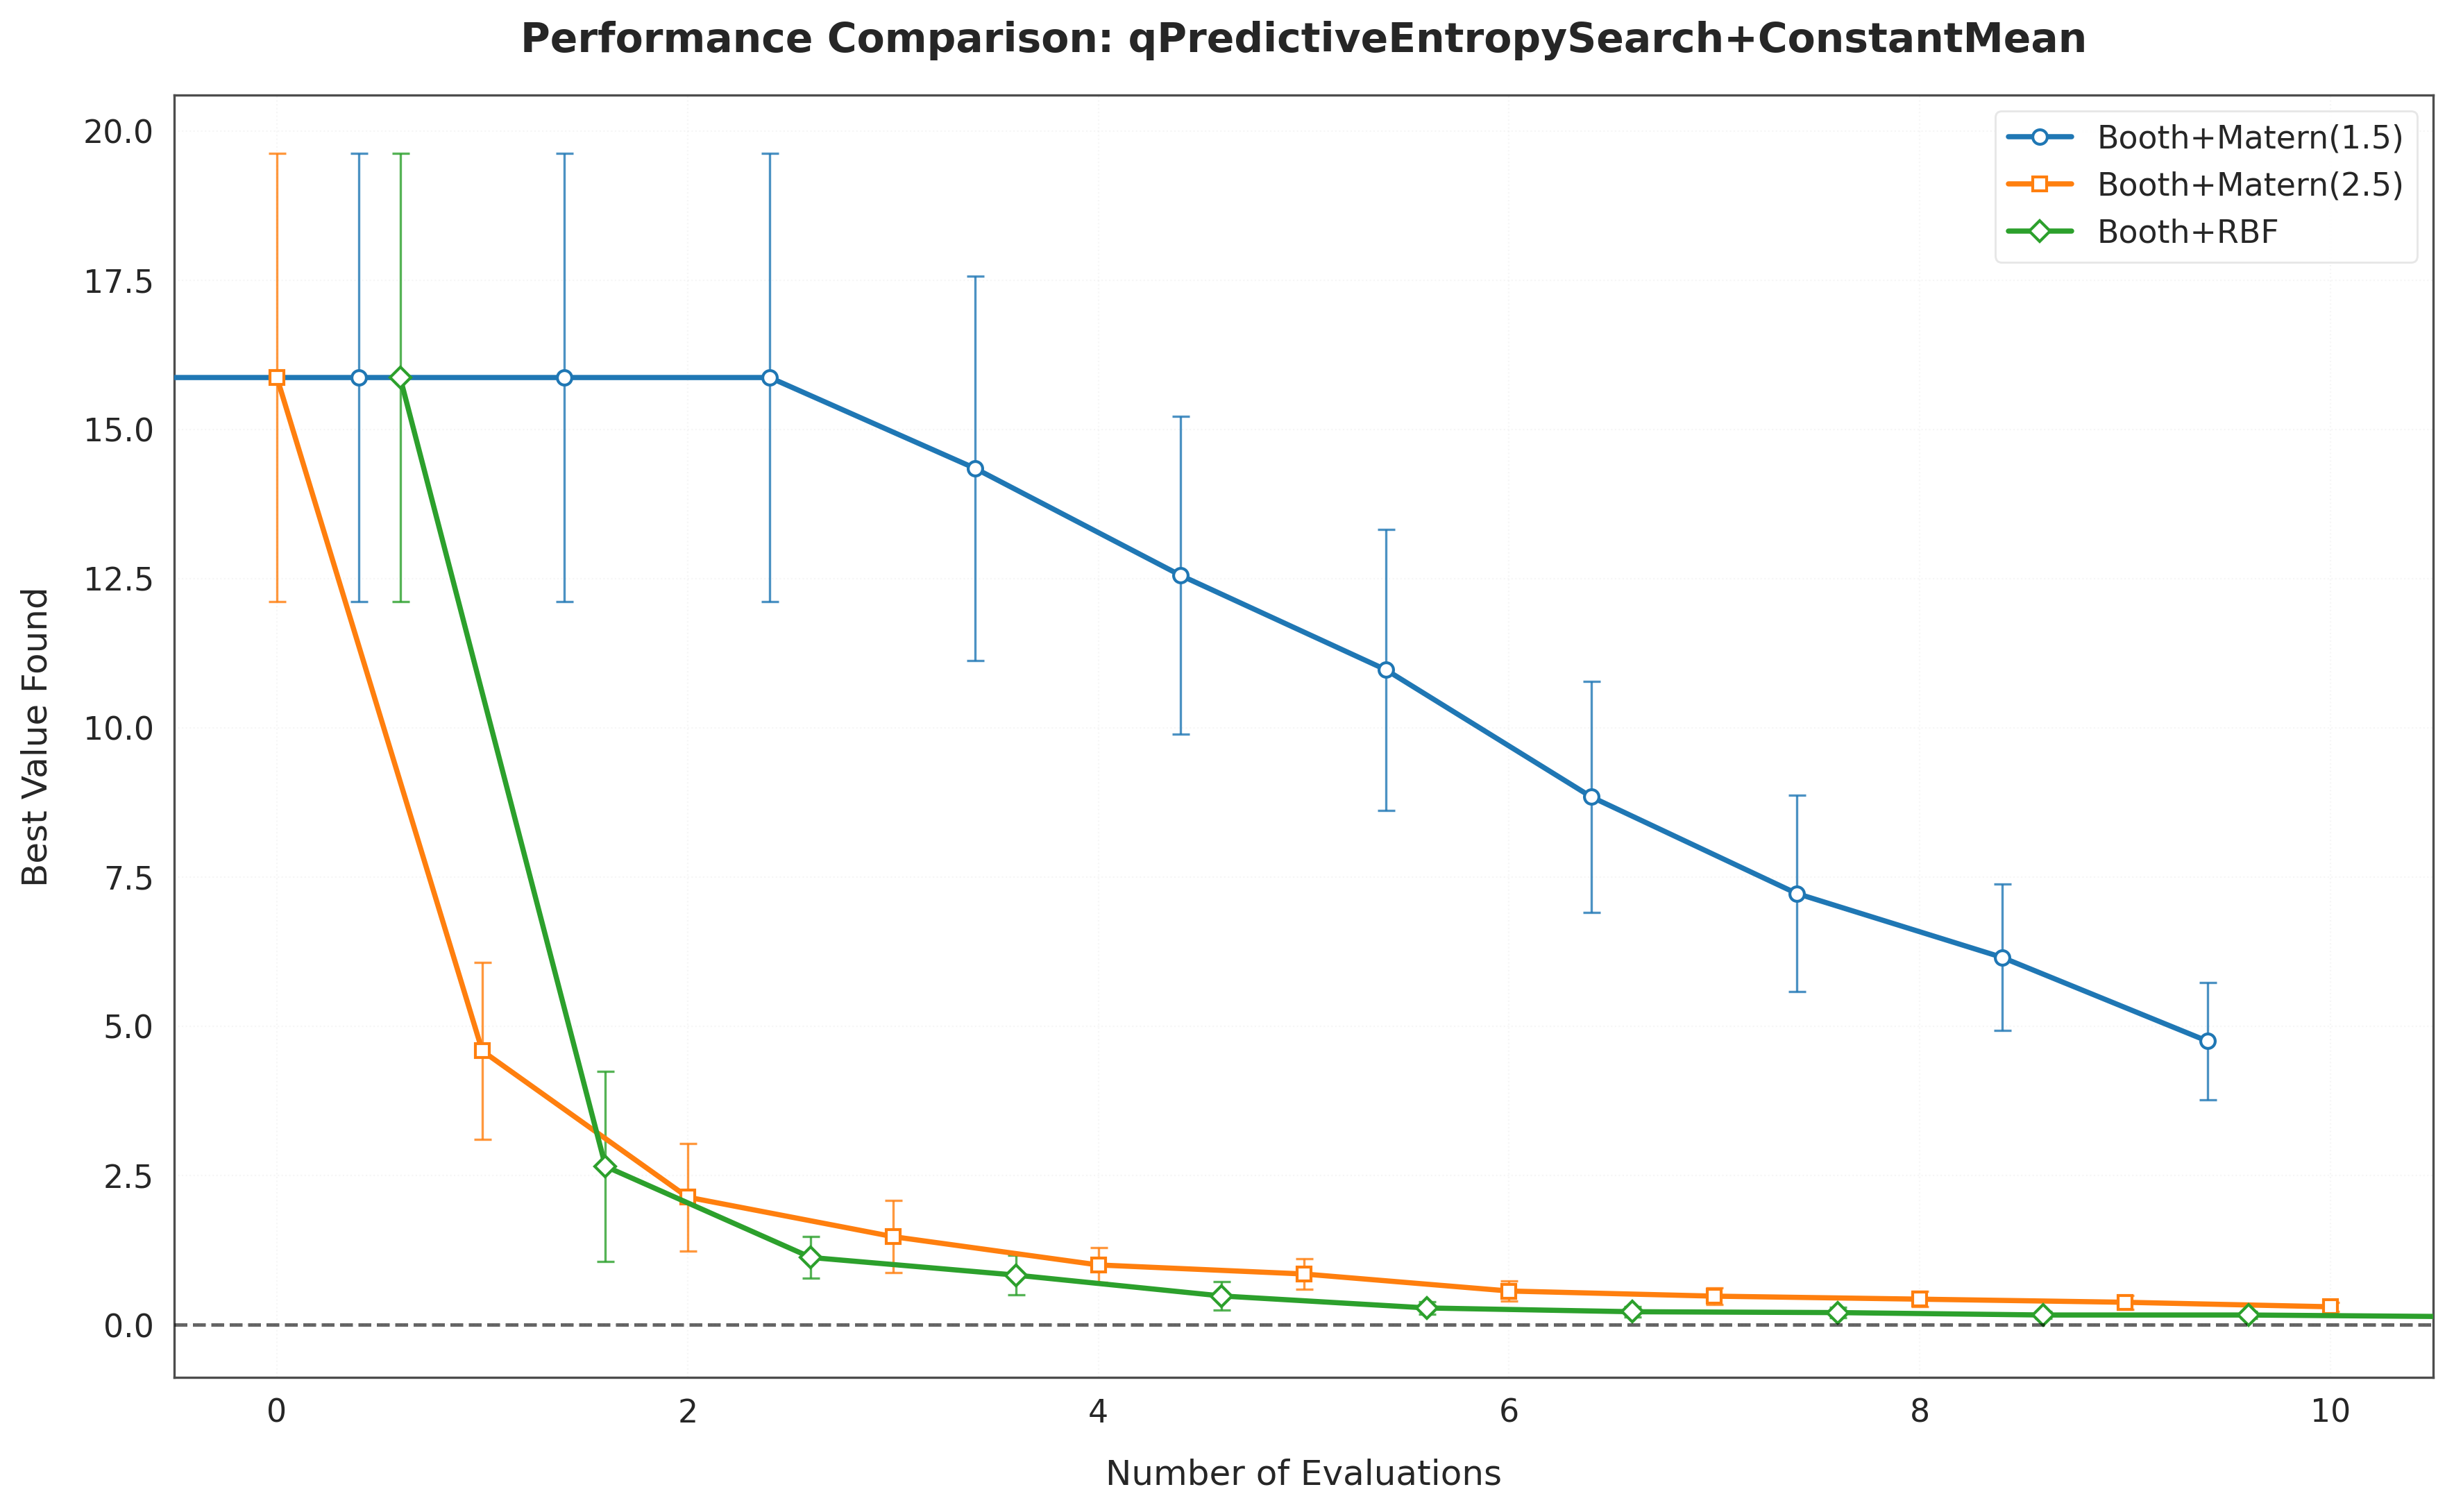 Performance Comparison: qPredictiveEntropySearch+ConstantMean
Booth+Matern(1.5)
Booth+Matern(2.5)
Booth+RBF
Best Value Found
20.0
17.5
15.0
12.5
10.0
7.5
5.0
2.5
0.0
0 2 4 6 8 10
Number of Evaluations